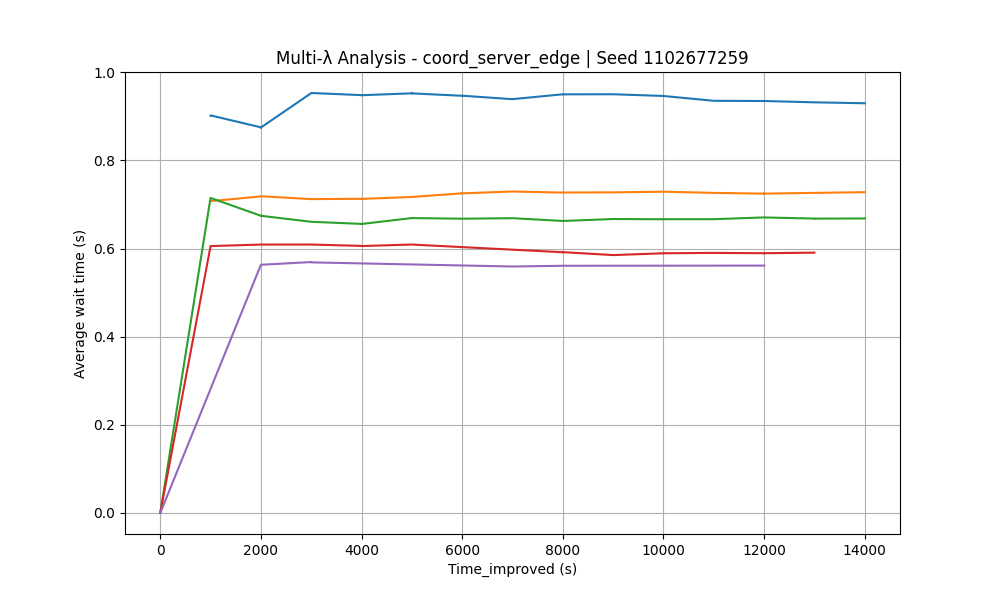 Multi-λ Analysis - coord_server_edge | Seed 1102677259
1.0
0.8
0.6
0.4
0.2
0.0
Average wait time (s)
0 2000 4000 6000 8000 10000 12000 14000
Time_improved (s)